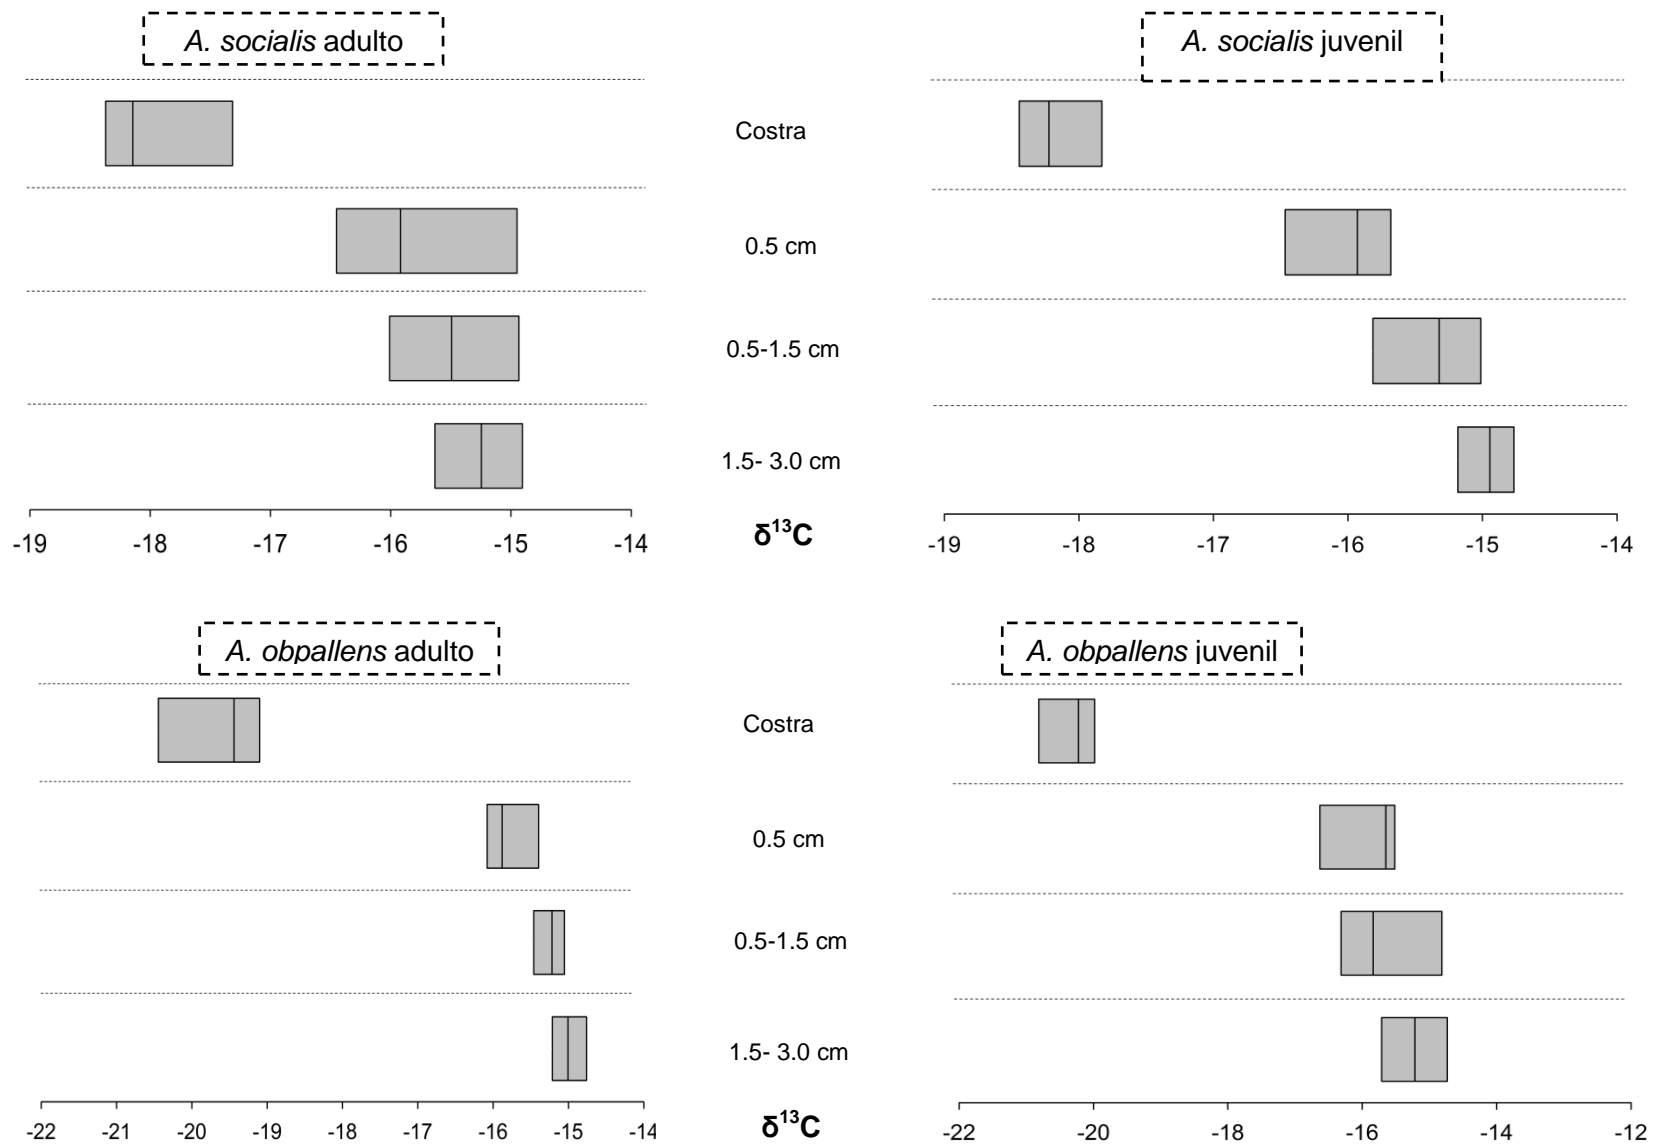 A. socialis adulto
A. socialis juvenil
Costra
0.5 cm
0.5-1.5 cm
1.5- 3.0 cm
-19 -18 -17 -16 -15 -14
δ¹³C
-19 -18 -17 -16 -15 -14
A. obpallens adulto
A. obpallens juvenil
Costra
0.5 cm
0.5-1.5 cm
1.5- 3.0 cm
-22 -21 -20 -19 -18 -17 -16 -15 -14
δ¹³C
-22 -20 -18 -16 -14 -12